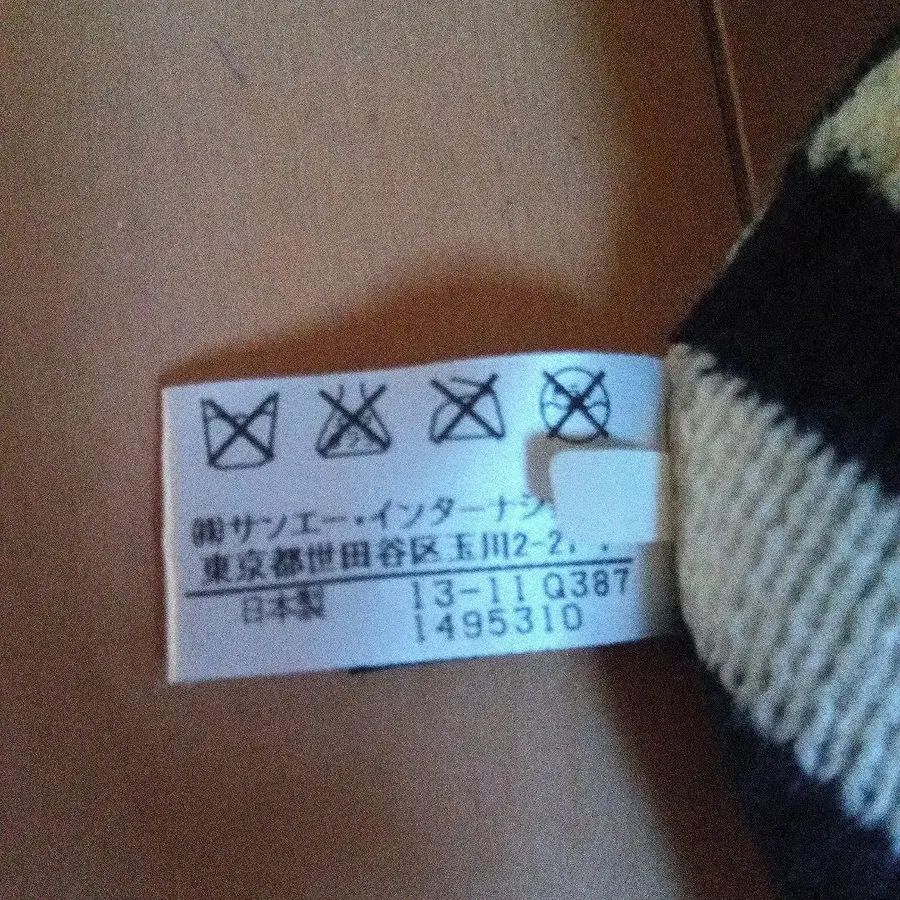 ㈱サンエー・インターナシ
東京都世田谷区玉川2-2
日本製 13-11 Q387
1495310